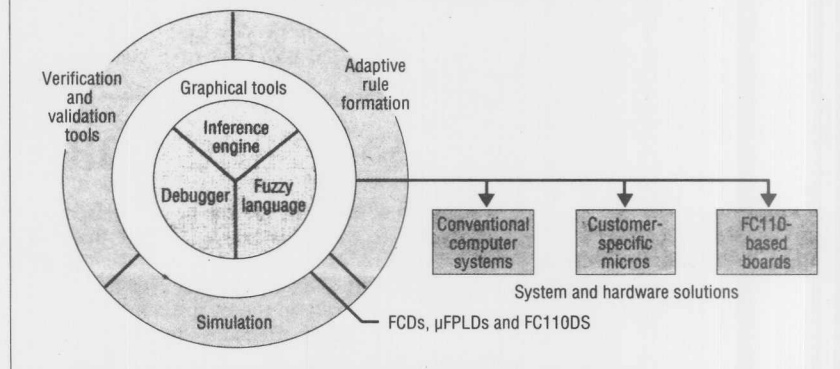 Verification
and
validation
tools
Adaptive
rule
formation
Graphical tools
Inference
engine
Debugger
Fuzzy
language
Simulation
Conventional
computer
systems
Customer-
specific
micros
FC110-
based
boards
System and hardware solutions
FCDs, µFPLDs and FC110DS